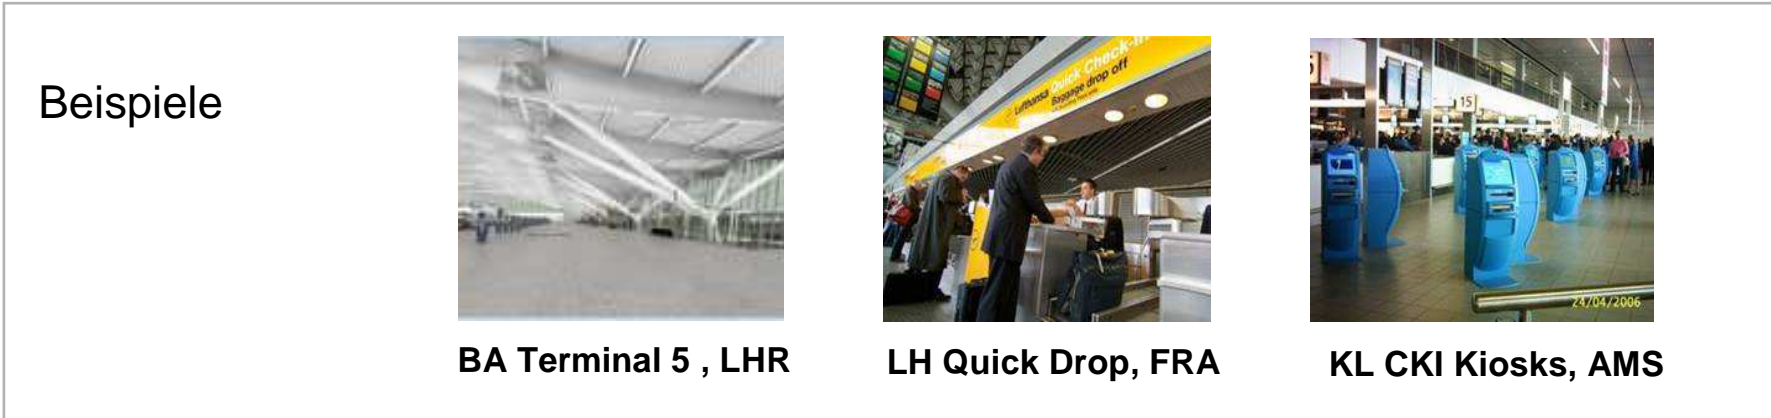 Beispiele
Lufthansa Quick Check-in
Baggage drop off
15
24/04/2006
BA Terminal 5 , LHR
LH Quick Drop, FRA
KL CKI Kiosks, AMS